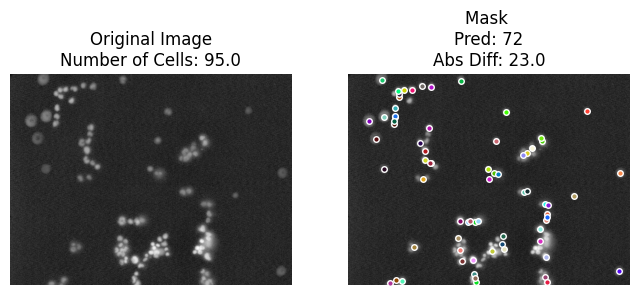 Original Image
Number of Cells: 95.0
Mask
Pred: 72
Abs Diff: 23.0